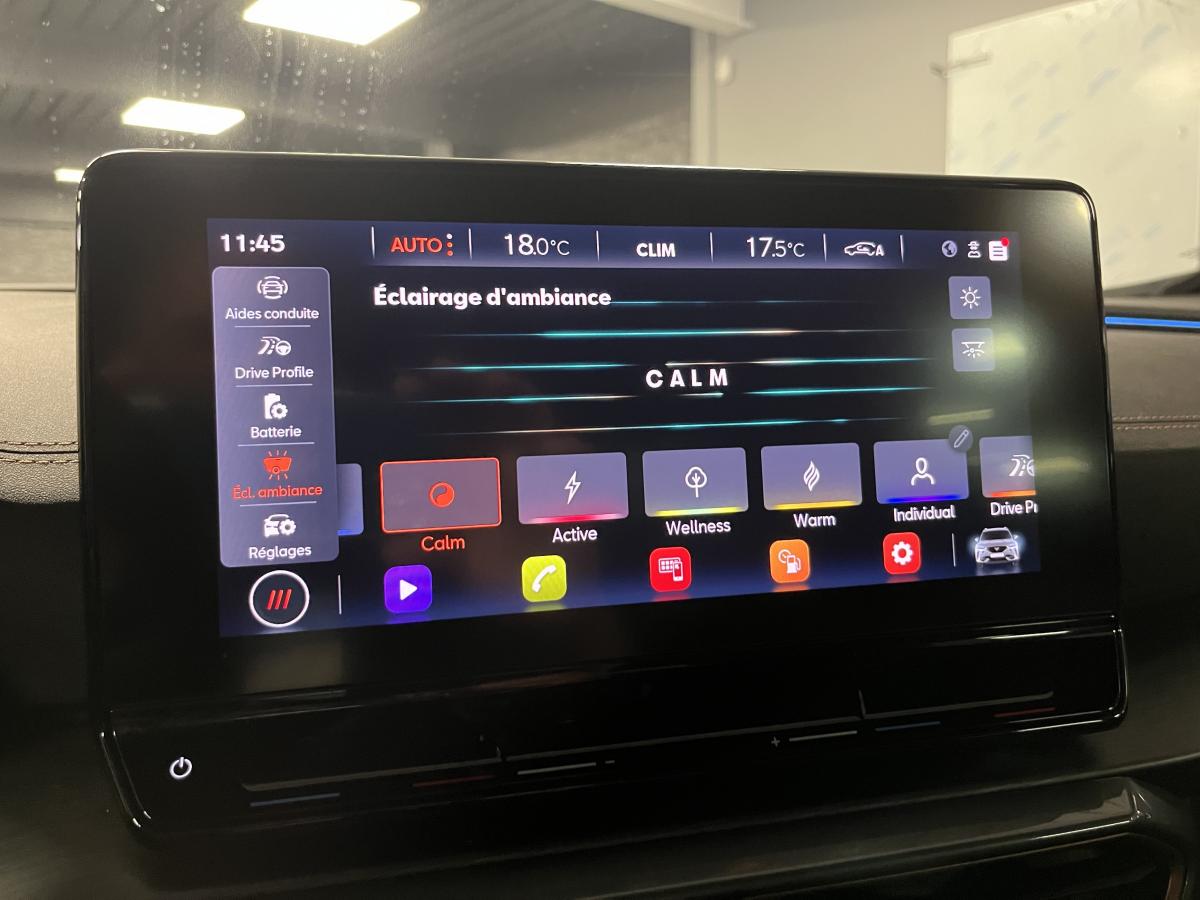 11:45
AUTO
18.0°C
CLIM
17.5°C
A
Aides conduite
Drive Profile
Batterie
Écl. ambiance
Réglages
Éclairage d'ambiance
CALM
Calm
Active
Wellness
Warm
Individual
Drive